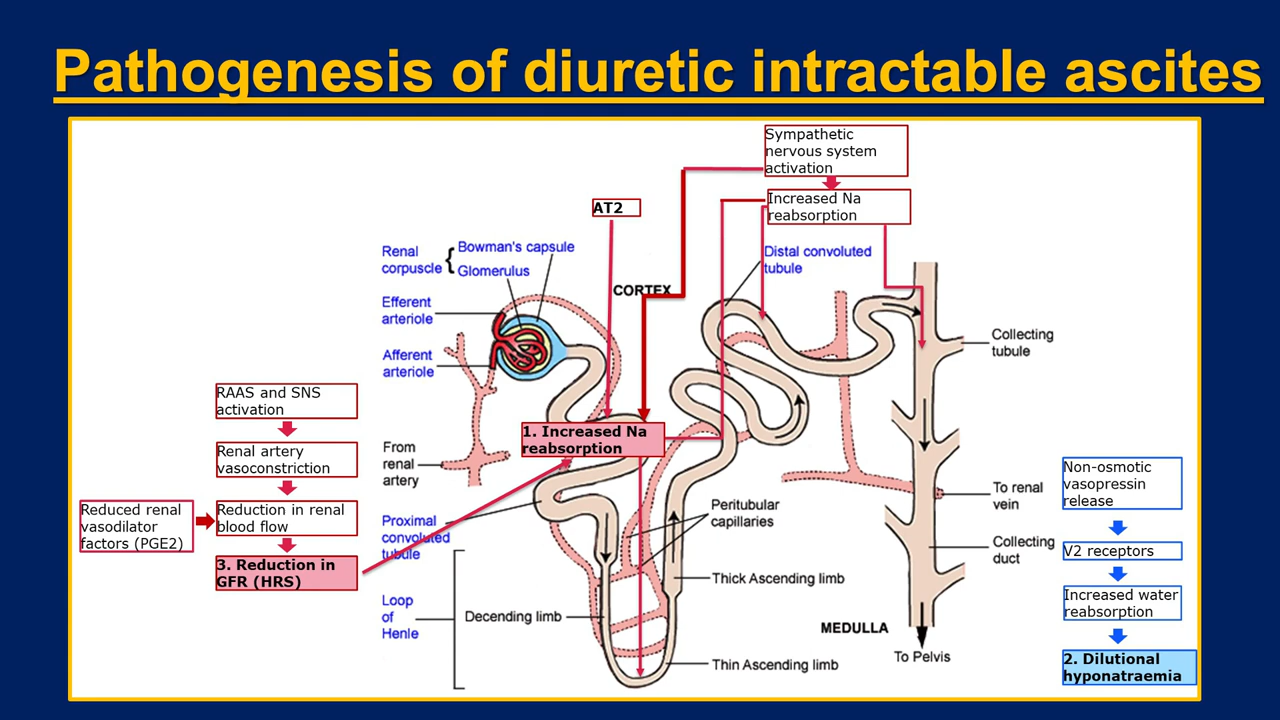 Pathogenesis of diuretic intractable ascites
Sympathetic
nervous system
activation
Increased Na
reabsorption
AT2
Renal
corpuscle
Bowman's capsule
Glomerulus
CORTEX
Distal convoluted
tubule
Efferent
arteriole
Afferent
arteriole
Collecting
tubule
RAAS and SNS
activation
Renal artery
vasoconstriction
Reduced renal
vasodilator
factors (PGE2)
Reduction in renal
blood flow
3. Reduction in
GFR (HRS)
1. Increased Na
reabsorption
From
renal
artery
Proximal
convoluted
tubule
Peritubular
capillaries
To renal
vein
Collecting
duct
Loop
of
Henle
Decending limb
Thick Ascending limb
MEDULLA
Thin Ascending limb
To Pelvis
Non-osmotic
vasopressin
release
V2 receptors
Increased water
reabsorption
2. Dilutional
hyponatraemia